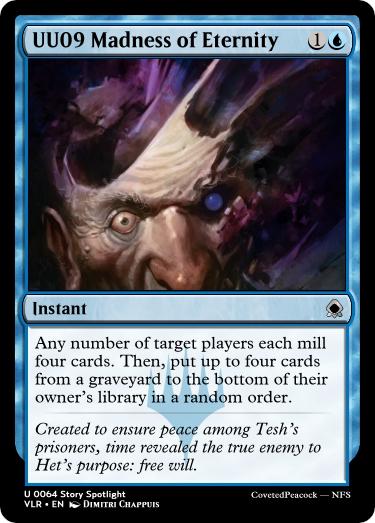 UU09 Madness of Eternity 1
Instant
Any number of target players each mill
four cards. Then, put up to four cards
from a graveyard to the bottom of their
owner's library in a random order.
Created to ensure peace among Tesh's
prisoners, time revealed the true enemy to
Het's purpose: free will.
U 0064 Story Spotlight
VLR • EN Dimitri Chappuis
CovetedPeacock — NFS